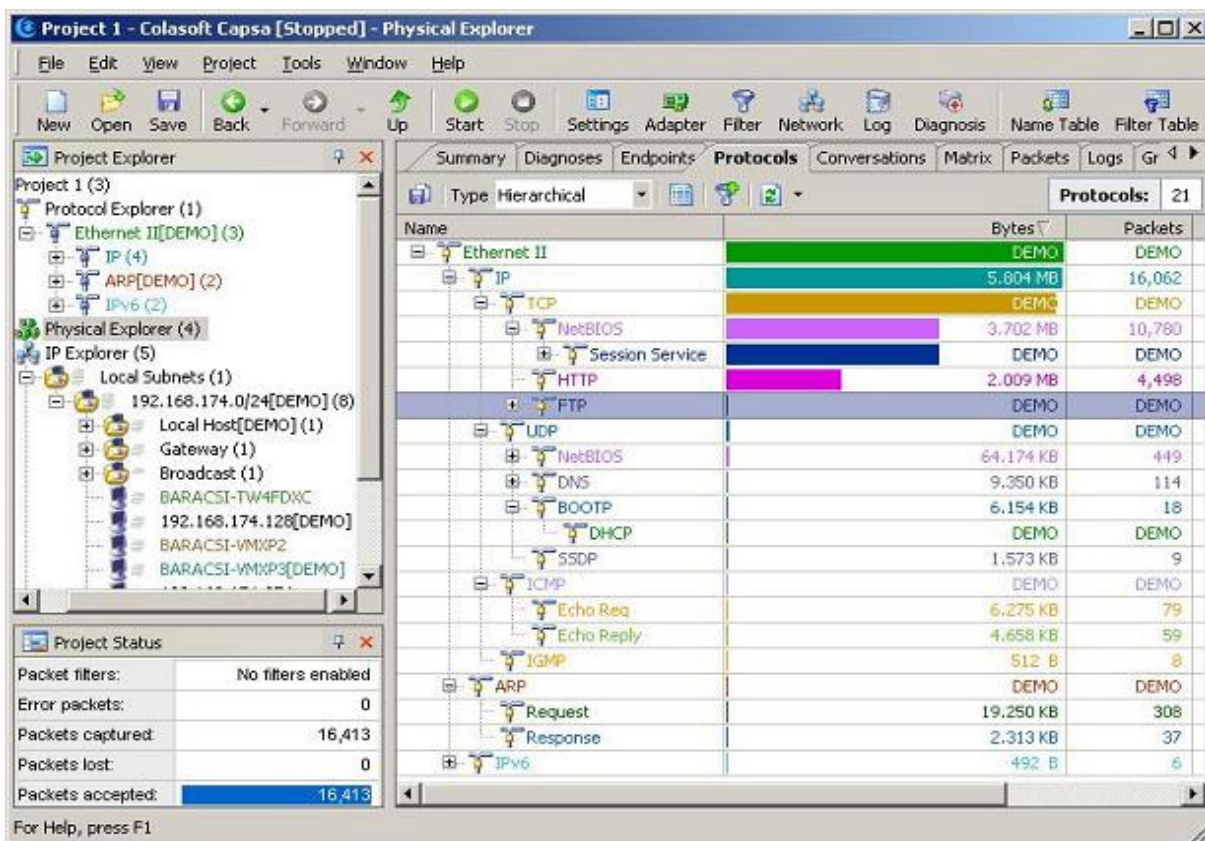 Project 1 - Colasoft Capsa [Stopped] - Physical Explorer
File Edit View Project Tools Window Help
New Open Save Back Forward Up Start Stop Settings Adapter Filter Network Log Diagnosis Name Table Filter Table
Project Explorer
Project 1 (3)
Protocol Explorer (1)
Ethernet II[DEMO] (3)
IP (4)
ARP[DEMO] (2)
IPv6 (2)
Physical Explorer (4)
IP Explorer (5)
Local Subnets (1)
192.168.174.0/24[DEMO] (8)
Local Host[DEMO] (1)
Gateway (1)
Broadcast (1)
BARACSI-TW4FDXC
192.168.174.128[DEMO]
BARACSI-VMXP2
BARACSI-VMXP3[DEMO]
Project Status
Packet filters: No filters enabled
Error packets: 0
Packets captured: 16,413
Packets lost: 0
Packets accepted: 16,413
Summary Diagnoses Endpoints Protocols Conversations Matrix Packets Logs Gr
Type Hierarchical Protocols: 21
Name Bytes Packets
Ethernet II DEMO DEMO
IP 5.804 MB 16,062
TCP DEMO DEMO
NetBIOS 3.702 MB 10,780
Session Service DEMO DEMO
HTTP 2.009 MB 4,498
FTP DEMO DEMO
UDP DEMO DEMO
NetBIOS 64.174 KB 449
DNS 9.350 KB 114
BOOTP 6.154 KB 18
DHCP DEMO DEMO
SSDP 1.573 KB 9
ICMP DEMO DEMO
Echo Req 6.275 KB 79
Echo Reply 4.658 KB 59
IGMP 512 B 8
ARP DEMO DEMO
Request 19.250 KB 308
Response 2.313 KB 37
IPv6 492 B 6
For Help, press F1